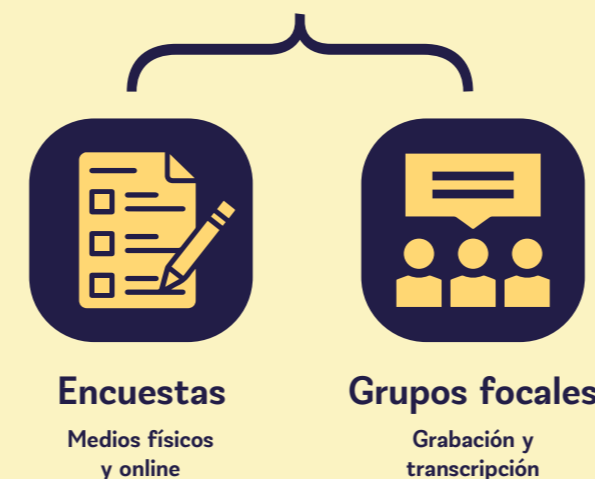 Encuestas
Medios físicos
y online
Grupos focales
Grabación y
transcripción